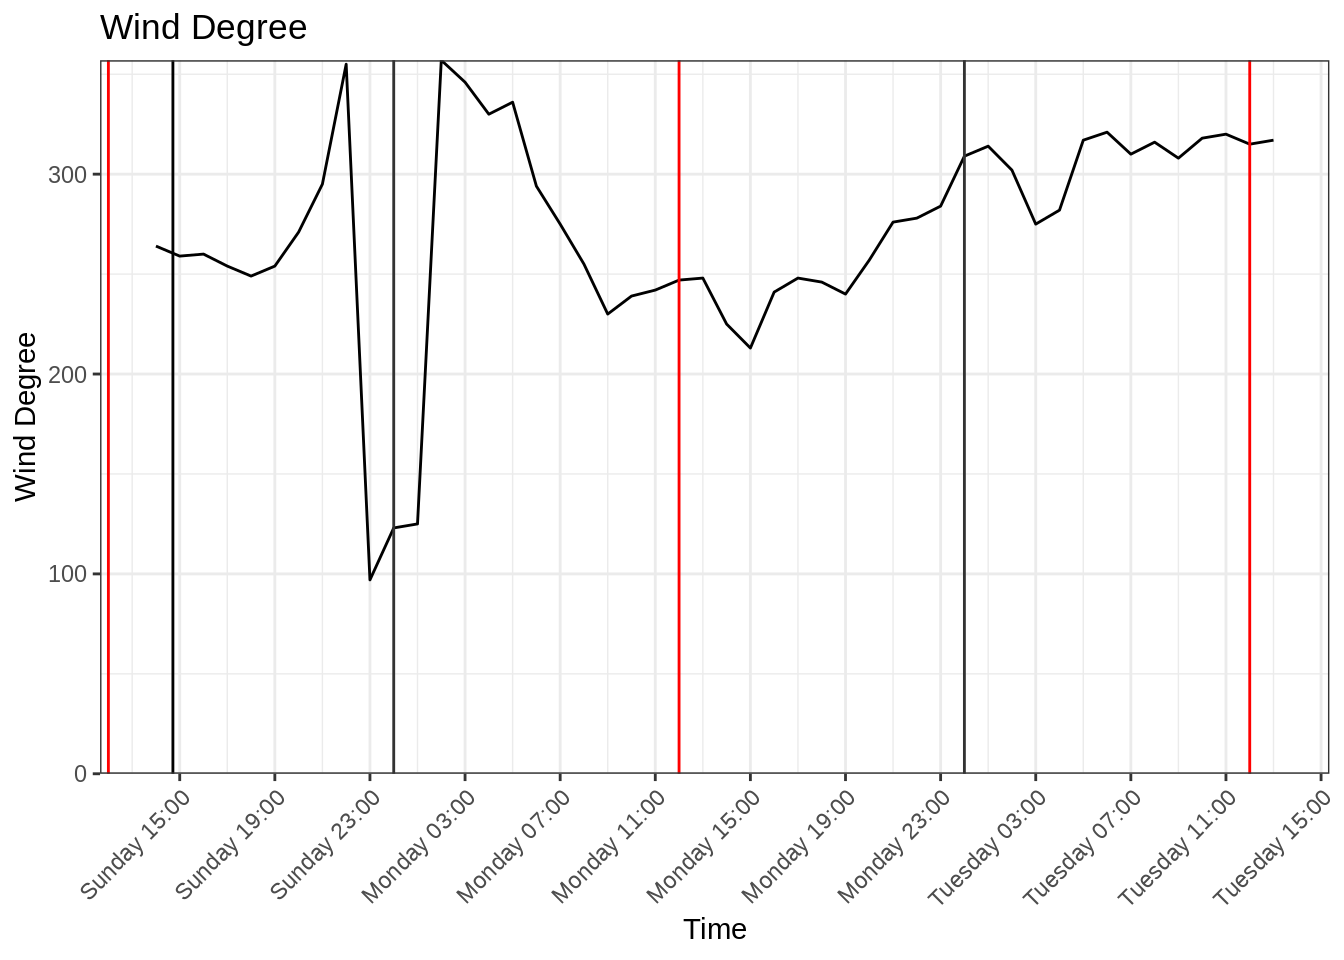 Wind Degree
Wind Degree
300
200
100
0
Sunday 15:00
Sunday 19:00
Sunday 23:00
Monday 03:00
Monday 07:00
Monday 11:00
Monday 15:00
Monday 19:00
Monday 23:00
Tuesday 03:00
Tuesday 07:00
Tuesday 11:00
Tuesday 15:00
Time